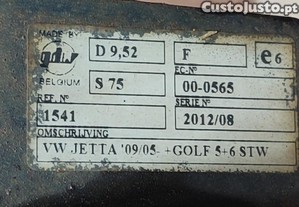 Custojusto.pt
MADE BY
D 9,52
F
e6
BELGIUM
S 75
EC-Nº
00-0565
REF. Nº
SERIE Nº
1541
2012/08
OMSCHRIJVING
VW JETTA '09/05- +GOLF 5+6 STW